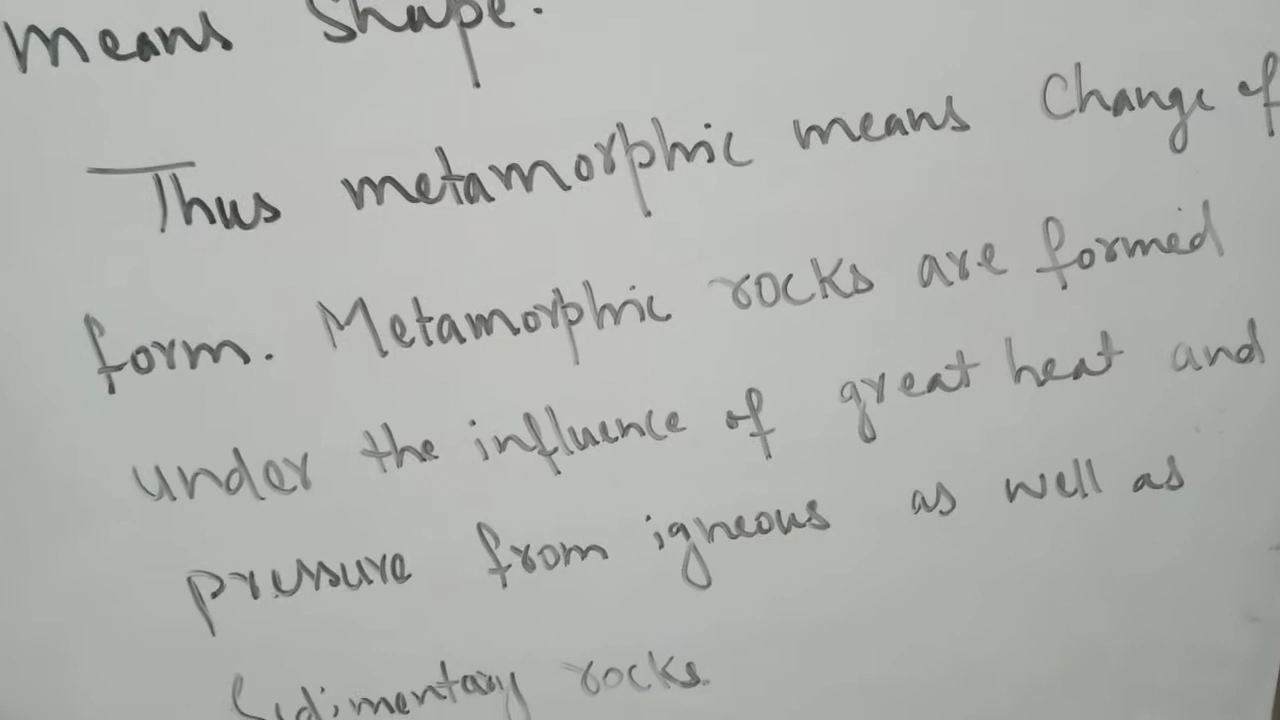 means shape.
Thus metamorphic means Change of
form. Metamorphic rocks are formed
under the influence of great heat and
pressure from igneous as well as
Sedimentary rocks.